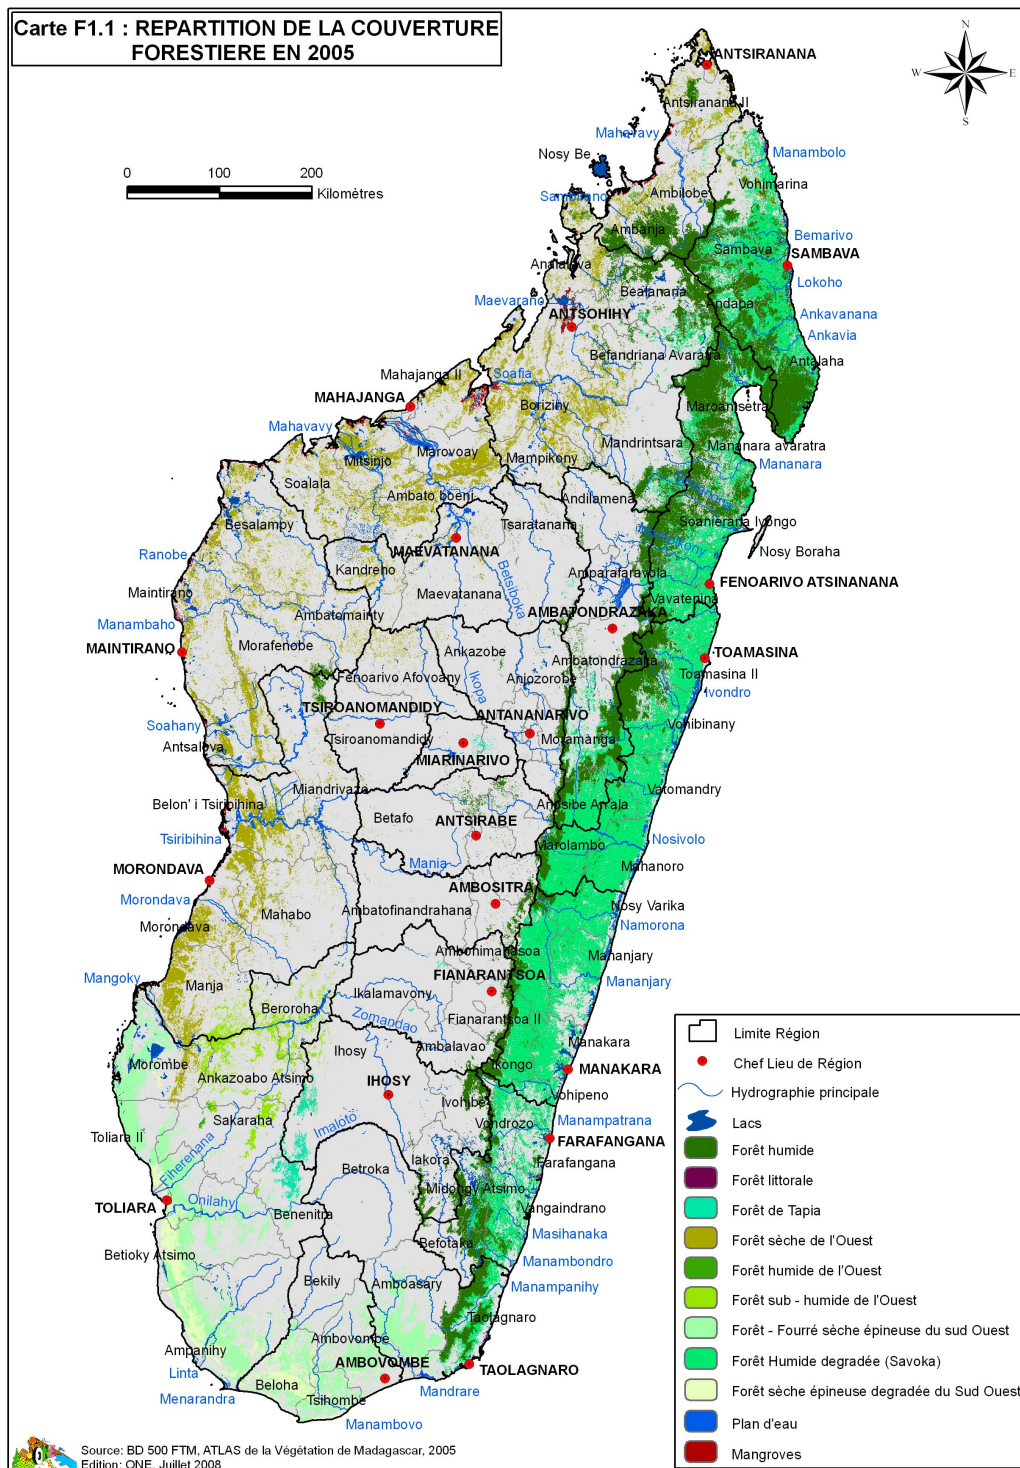 Carte F1.1 : REPARTITION DE LA COUVERTURE
FORESTIERE EN 2005
N
W
E
S
0
100
200
Kilomètres
ANTSIRANANA
Antsiranana II
Mahavavy
Manambolo
Nosy Be
Vohimarina
Ambilobe
Sambirano
Ambanja
Bemarivo
Sambava
SAMBAVA
Analalava
Lokoho
Bealanana
Maevarano
Andapa
ANTSOHIHY
Ankavanana
Ankavia
Befandriana Avaratra
Antalaha
Mahajanga II
Soafia
MAHAJANGA
Boriziny
Maroantsetra
Mahavavy
Mandrintsara
Mananara avaratra
Marovoay
Mampikony
Mitsinjo
Mananara
Soalala
Ambato boeni
Andilamena
Besalampy
Tsaratanana
Soanierana Ivongo
MAEVATANANA
Nosy Boraha
Ranobe
Kandreho
Betsiboka
Amparafaravola
FENOARIVO ATSINANANA
Maintirano
Maevatanana
Vavatenina
Ambatomainty
AMBATONDRAZAKA
Manambaho
MAINTIRANO
Morafenobe
Ankazobe
Ambatondrazaka
TOAMASINA
Fenoarivo Afovoany
Ikopa
Anjozorobe
Toamasina II
Ivondro
TSIROANOMANDIDY
ANTANANARIVO
Soahany
Vohibinany
Tsiroanomandidy
Moramanga
Antsalova
MIARINARIVO
Miandrivazo
Vatomandry
Belon' i Tsiribihina
Anosibe An'ala
Betafo
ANTSIRABE
Tsiribihina
Marolambo
Nosivolo
Mania
Mahanoro
MORONDAVA
AMBOSITRA
Morondava
Mahabo
Ambatofinandrahana
Nosy Varika
Morondava
Namorona
Ambohimahasoa
Mananjary
Mangoky
FIANARANTSOA
Mananjary
Manja
Ikalamavony
Beroroha
Zomandao
Fianarantsoa II
Ihosy
Ambalavao
Manakara
Morombe
Ikongo
MANAKARA
Ankazoabo Atsimo
IHOSY
Ivohibe
Vohipeno
Sakaraha
Imaloto
Vondrozo
Manampatrana
Toliara II
FARAFANGANA
Fiherenana
Iakora
Farafangana
Betroka
Midongy Atsimo
TOLIARA
Onilahy
Vangaindrano
Benenitra
Masihanaka
Betioky Atsimo
Befotaka
Manambondro
Bekily
Amboasary
Manampanihy
Taolagnaro
Ampanihy
Ambovombe
AMBOVOMBE
TAOLAGNARO
Linta
Beloha
Mandrare
Menarandra
Tsihombe
Manambovo
Limite Région
Chef Lieu de Région
Hydrographie principale
Lacs
Forêt humide
Forêt littorale
Forêt de Tapia
Forêt sèche de l'Ouest
Forêt humide de l'Ouest
Forêt sub - humide de l'Ouest
Forêt - Fourré sèche épineuse du sud Ouest
Forêt Humide degradée (Savoka)
Forêt sèche épineuse degradée du Sud Ouest
Plan d'eau
Mangroves
Source: BD 500 FTM, ATLAS de la Végétation de Madagascar, 2005
Edition: ONE, Juillet 2008